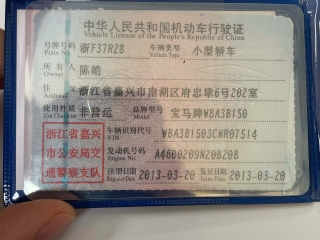 中华人民共和国机动车行驶证
Vehicle License of the People's Republic of China
号牌号码 浙F37R28 车辆类型 小型轿车
Plate No. Vehicle Type
所有人 陈皓
Owner
住 浙江省嘉兴市南湖区府忠埭6号202室
使用性质 非营运 品牌型号 宝马牌WBA3B150
Use Character Model
浙江省嘉兴市公安局交通警察支队
车辆识别代号 WBA3B1503CNR07514
VIN
发动机号码 A4600209N20B20B
Engine No.
注册日期 2013-03-20 发证日期 2013-03-20
Register Date Issue Date